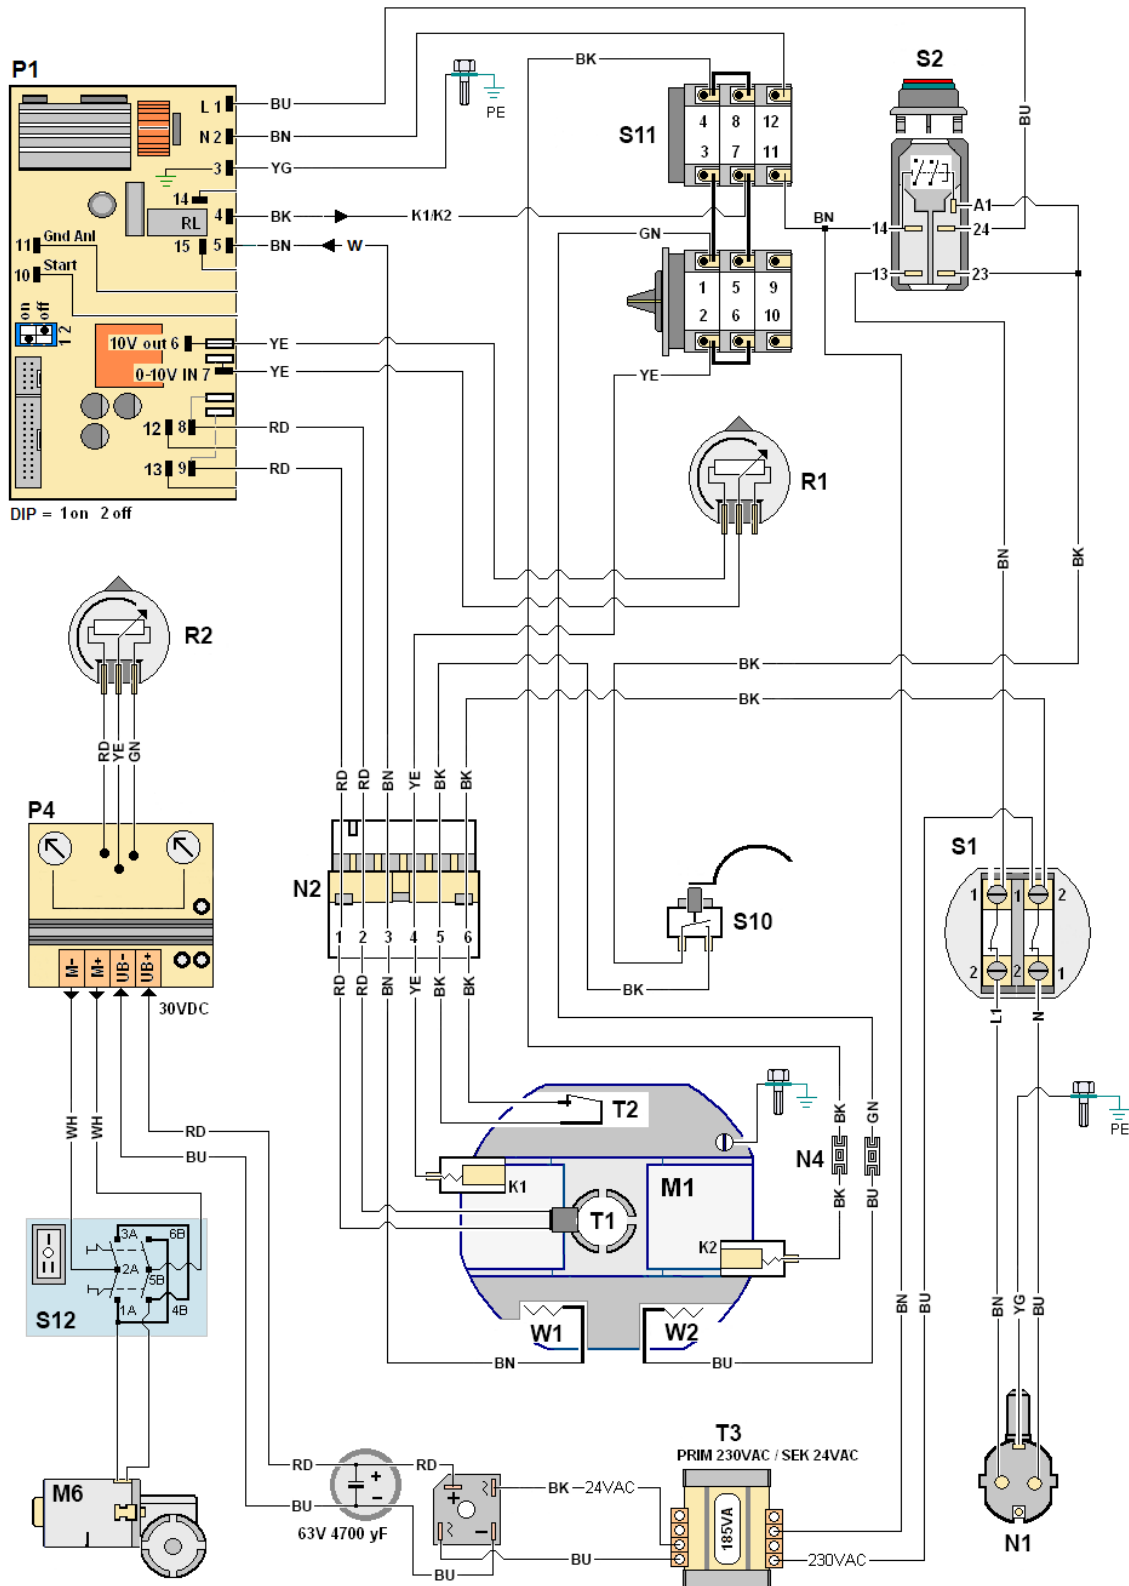 P1
L 1
BU
N 2
BN
3
YG
PE
14
RL
4
BK
K1/K2
11
Gnd Anl
15
5
BN
W
10
Start
on
off
1 2
10V out 6
YE
0-10V IN 7
YE
12
8
RD
13
9
RD
DIP = 1 on 2 off
BK
S11
4 8 12
3 7 11
GN
1 5 9
2 6 10
YE
BN
S2
BU
A1
14
24
13
23
R1
BN
BK
R2
RD
YE
GN
BK
BK
RD
RD
BN
YE
BK
BK
P4
M-
M+
UB-
UB+
30VDC
N2
1 2 3 4 5 6
RD
RD
BN
YE
BK
BK
S10
BK
BU
S1
1 1 2
2 2 1
L1
N
PE
WH
WH
RD
BU
T2
K1
T1
M1
K2
W1
W2
BN
BU
N4
BK
GN
BK
BU
BN
BU
BN
YG
BU
S12
3A
6B
2A
5B
1A
4B
M6
RD
RD
BU
+
−
63V 4700 yF
+
−
BK
24VAC
BU
BU
T3
PRIM 230VAC / SEK 24VAC
185VA
230VAC
N1